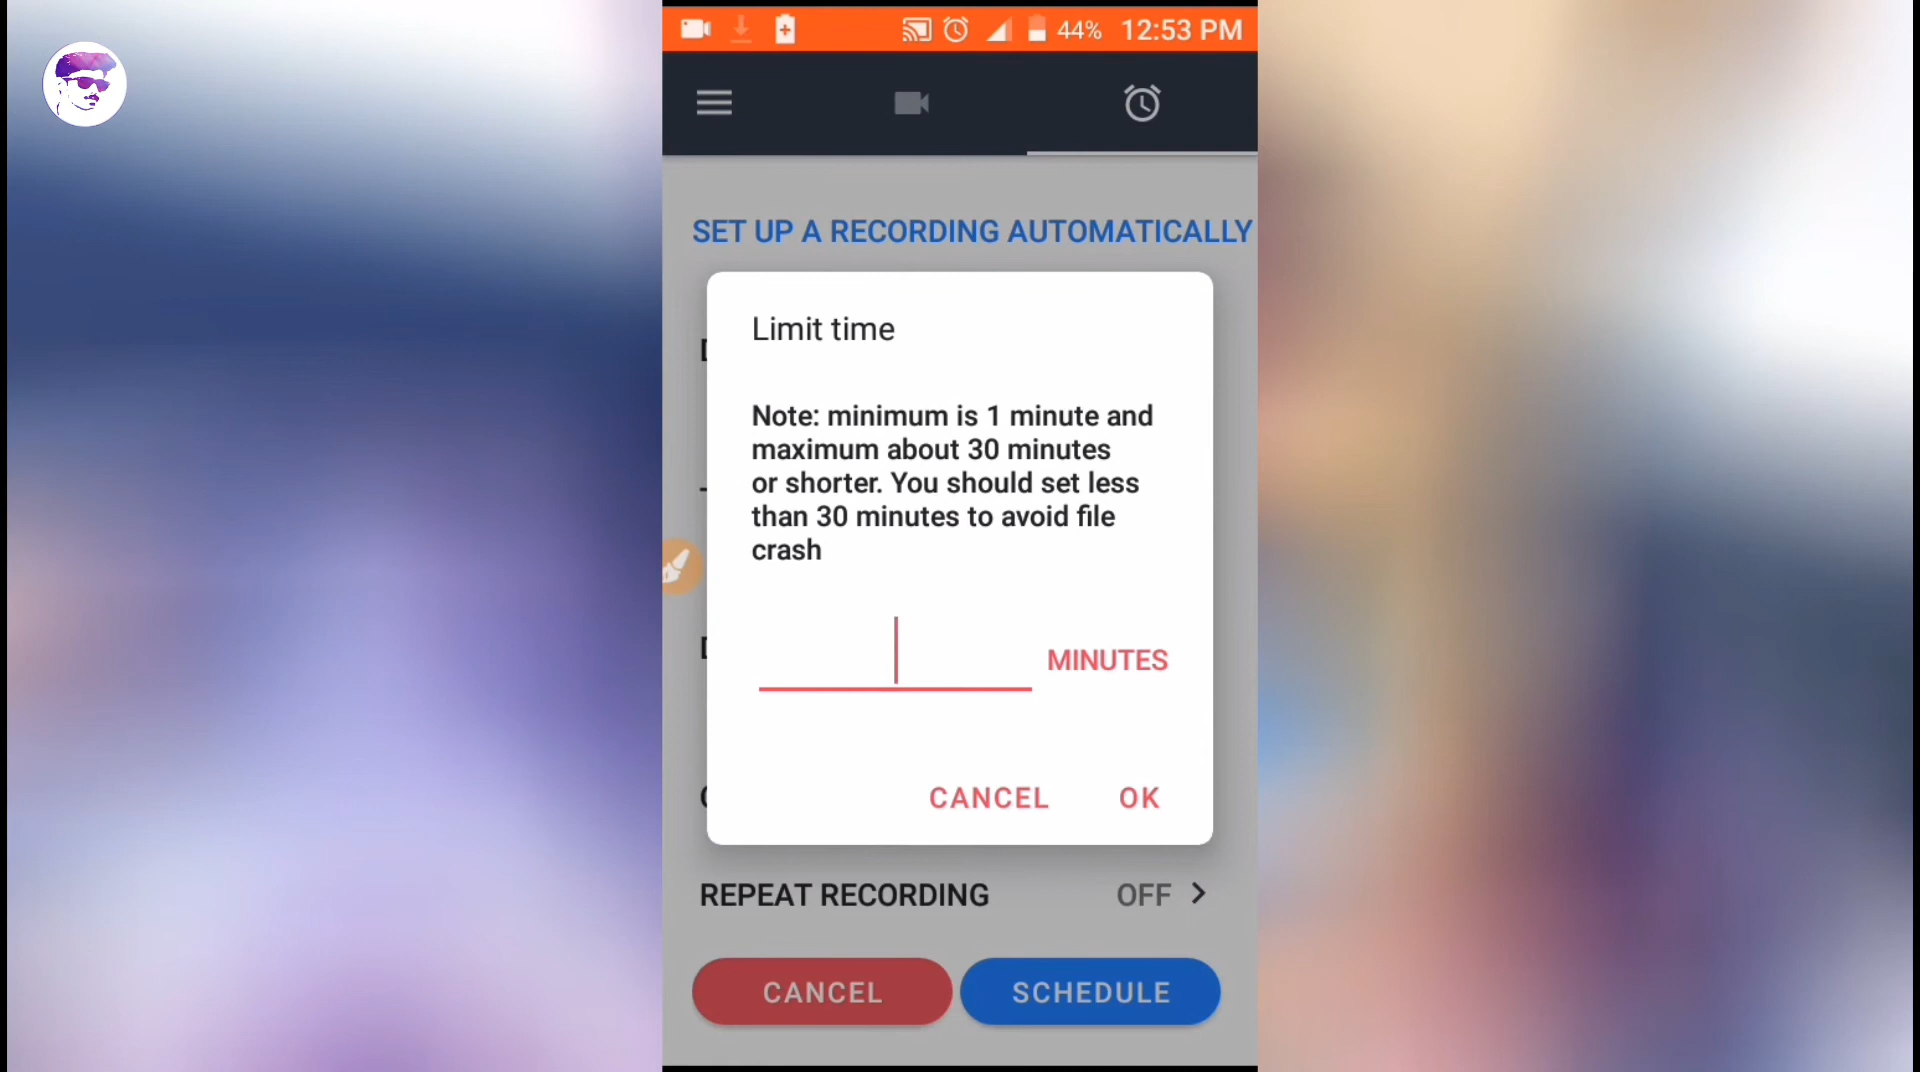 44% 12:53 PM
SET UP A RECORDING AUTOMATICALLY
Limit time
Note: minimum is 1 minute and
maximum about 30 minutes
or shorter. You should set less
than 30 minutes to avoid file
crash
MINUTES
CANCEL OK
REPEAT RECORDING OFF
CANCEL SCHEDULE